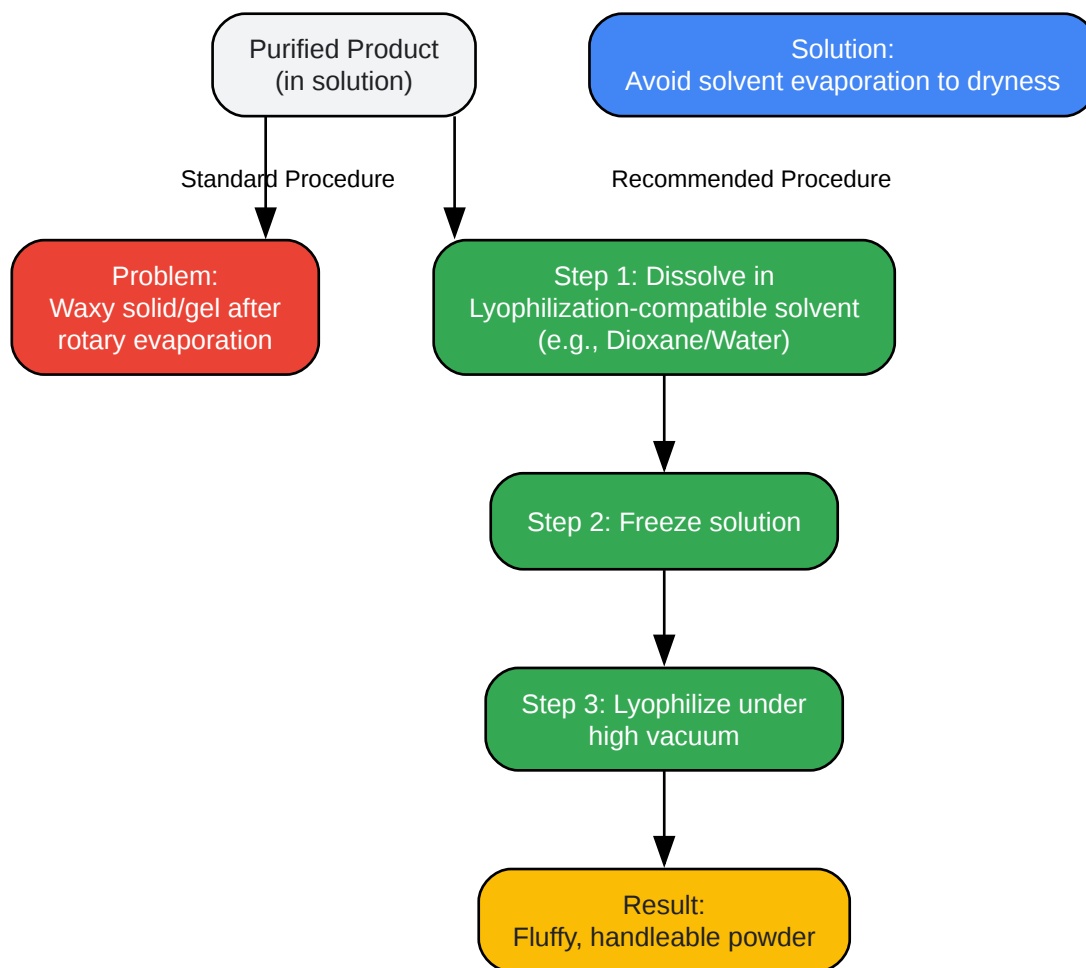 Purified Product
(in solution)
Solution:
Avoid solvent evaporation to dryness
Standard Procedure
Recommended Procedure
Problem:
Waxy solid/gel after
rotary evaporation
Step 1: Dissolve in
Lyophilization-compatible solvent
(e.g., Dioxane/Water)
Step 2: Freeze solution
Step 3: Lyophilize under
high vacuum
Result:
Fluffy, handleable powder